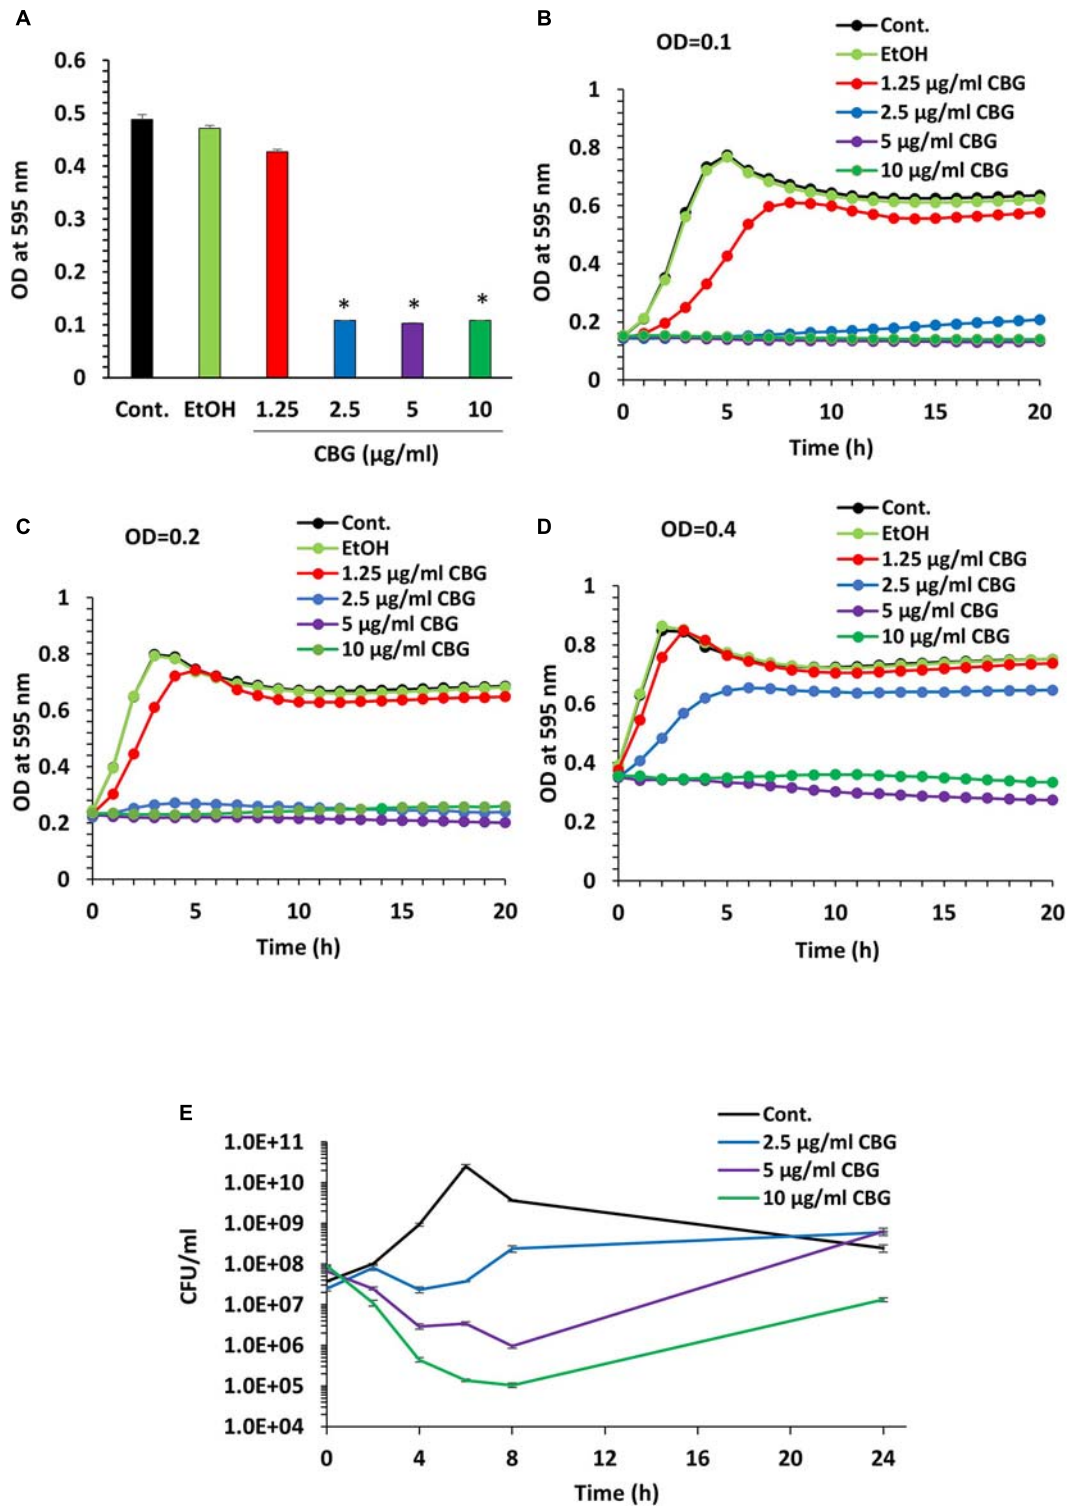 A
OD at 595 nm
0.6
0.5
0.4
0.3
0.2
0.1
0
*
*
*
Cont. EtOH 1.25 2.5 5 10
CBG (µg/ml)
B
OD=0.1
Cont.
EtOH
1.25 µg/ml CBG
2.5 µg/ml CBG
5 µg/ml CBG
10 µg/ml CBG
OD at 595 nm
1
0.8
0.6
0.4
0.2
0
0 5 10 15 20
Time (h)
C
OD=0.2
Cont.
EtOH
1.25 µg/ml CBG
2.5 µg/ml CBG
5 µg/ml CBG
10 µg/ml CBG
OD at 595 nm
1
0.8
0.6
0.4
0.2
0
0 5 10 15 20
Time (h)
D
OD=0.4
Cont.
EtOH
1.25 µg/ml CBG
2.5 µg/ml CBG
5 µg/ml CBG
10 µg/ml CBG
OD at 595 nm
1
0.8
0.6
0.4
0.2
0
0 5 10 15 20
Time (h)
E
Cont.
2.5 µg/ml CBG
5 µg/ml CBG
10 µg/ml CBG
CFU/ml
1.0E+11
1.0E+10
1.0E+09
1.0E+08
1.0E+07
1.0E+06
1.0E+05
1.0E+04
0 4 8 12 16 20 24
Time (h)